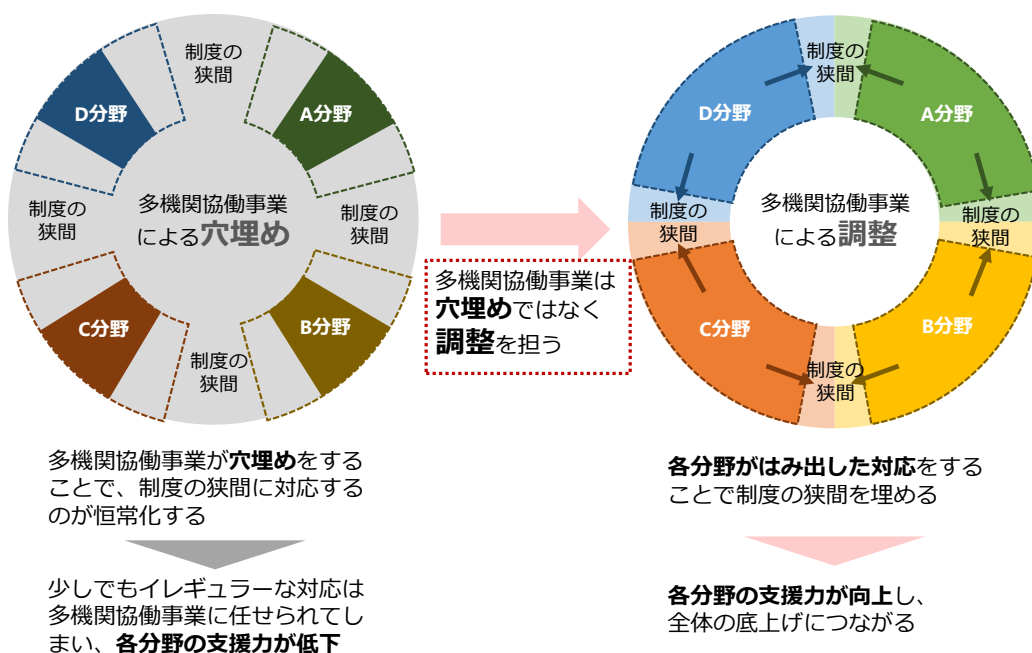 制度の
狭間
D分野
A分野
制度の
狭間
多機関協働事業
による穴埋め
制度の
狭間
C分野
B分野
制度の
狭間
多機関協働事業が穴埋めをする
ことで、制度の狭間に対応する
のが恒常化する
少しでもイレギュラーな対応は
多機関協働事業に任せられてし
まい、各分野の支援力が低下
多機関協働事業は
穴埋めではなく
調整を担う
制度の
狭間
D分野
A分野
制度の
狭間
多機関協働事業
による調整
制度の
狭間
C分野
B分野
制度の
狭間
各分野がはみ出した対応をする
ことで制度の狭間を埋める
各分野の支援力が向上し、
全体の底上げにつながる